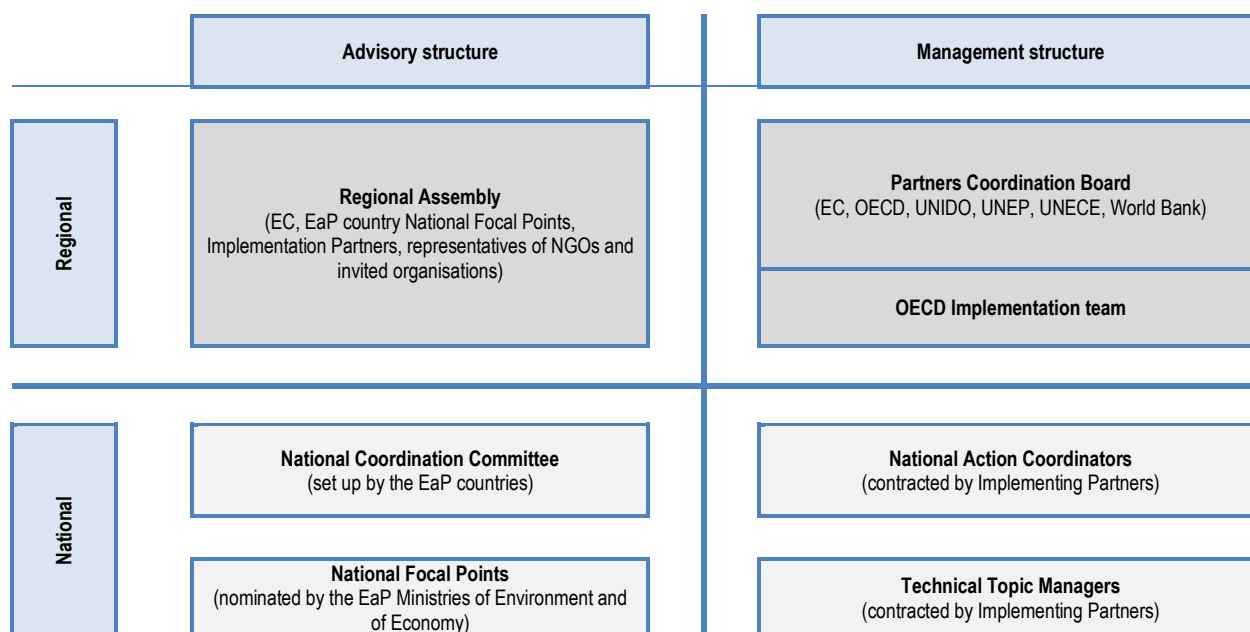 Advisory structure
Management structure
Regional
Regional Assembly
(EC, EaP country National Focal Points,
Implementation Partners, representatives of NGOs and
invited organisations)
Partners Coordination Board
(EC, OECD, UNIDO, UNEP, UNECE, World Bank)
OECD Implementation team
National
National Coordination Committee
(set up by the EaP countries)
National Action Coordinators
(contracted by Implementing Partners)
National Focal Points
(nominated by the EaP Ministries of Environment and
of Economy)
Technical Topic Managers
(contracted by Implementing Partners)